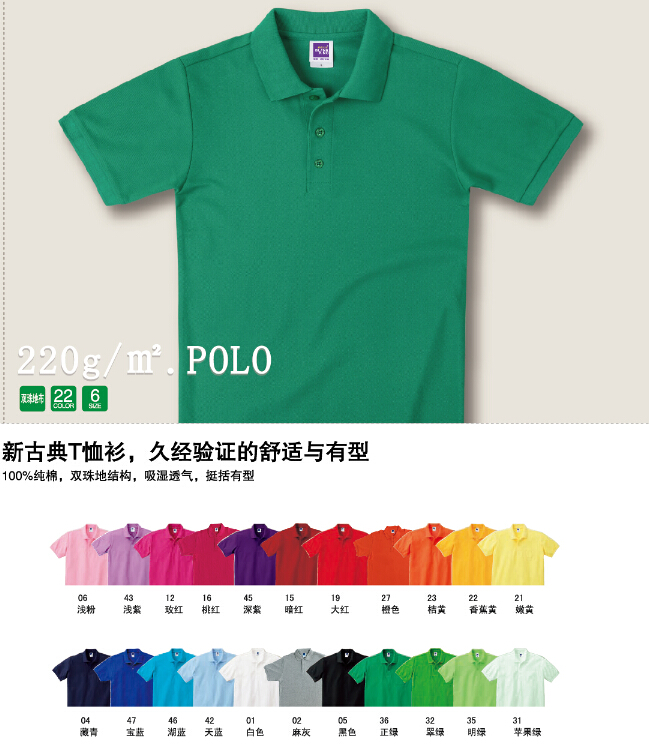 220g/㎡.POLO
双珠地布
22 COLOR
6 SIZE
新古典T恤衫，久经验证的舒适与有型
100%纯棉，双珠地结构，吸湿透气，挺括有型
06 43 12 16 45 15 19 27 23 22 21
浅粉 浅紫 玫红 桃红 深紫 暗红 大红 橙色 桔黄 香蕉黄 嫩黄
04 47 46 42 01 02 05 36 32 35 31
藏青 宝蓝 湖蓝 天蓝 白色 麻灰 黑色 正绿 翠绿 明绿 苹果绿